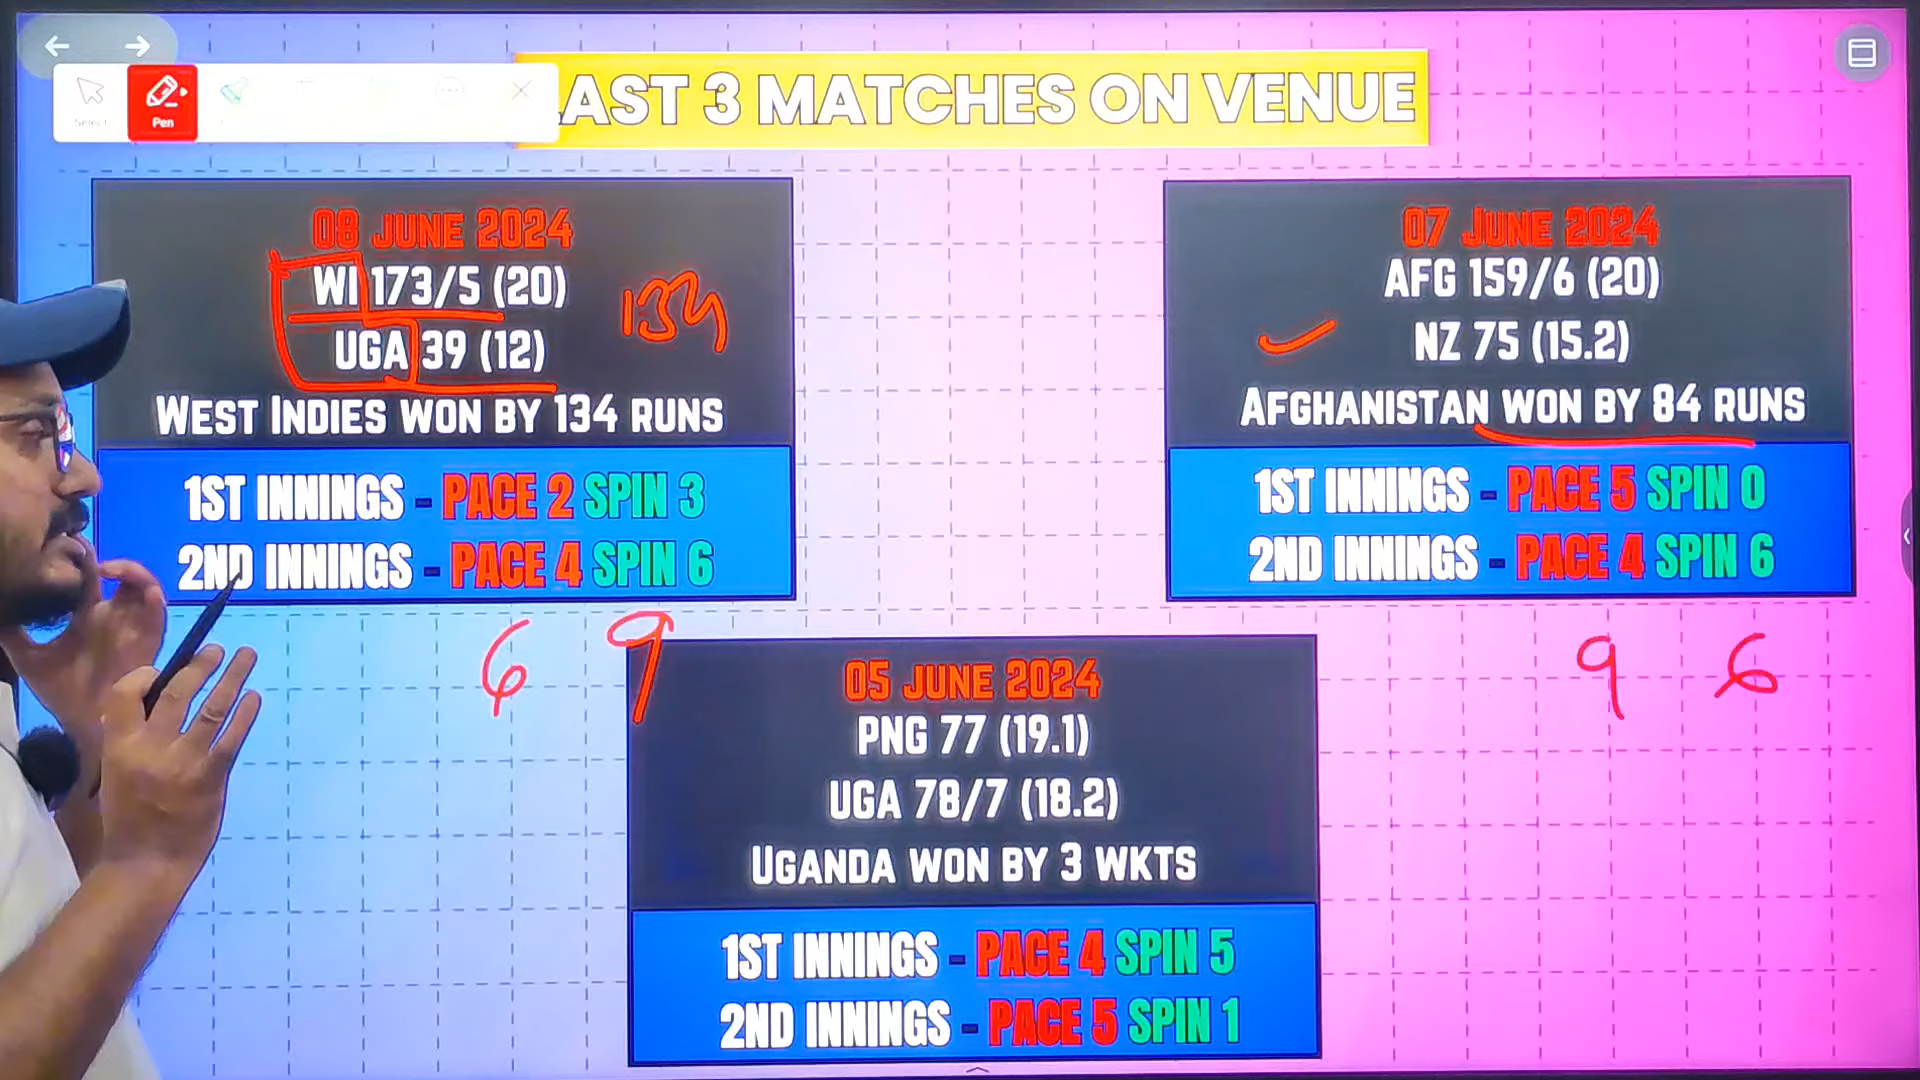 Select
Pen
LAST 3 MATCHES ON VENUE
08 JUNE 2024
WI 173/5 (20)
UGA 39 (12)
134
WEST INDIES WON BY 134 RUNS
1ST INNINGS - PACE 2 SPIN 3
2ND INNINGS - PACE 4 SPIN 6
6 9
07 JUNE 2024
AFG 159/6 (20)
NZ 75 (15.2)
AFGHANISTAN WON BY 84 RUNS
1ST INNINGS - PACE 5 SPIN 0
2ND INNINGS - PACE 4 SPIN 6
9 6
05 JUNE 2024
PNG 77 (19.1)
UGA 78/7 (18.2)
UGANDA WON BY 3 WKTS
1ST INNINGS - PACE 4 SPIN 5
2ND INNINGS - PACE 5 SPIN 1